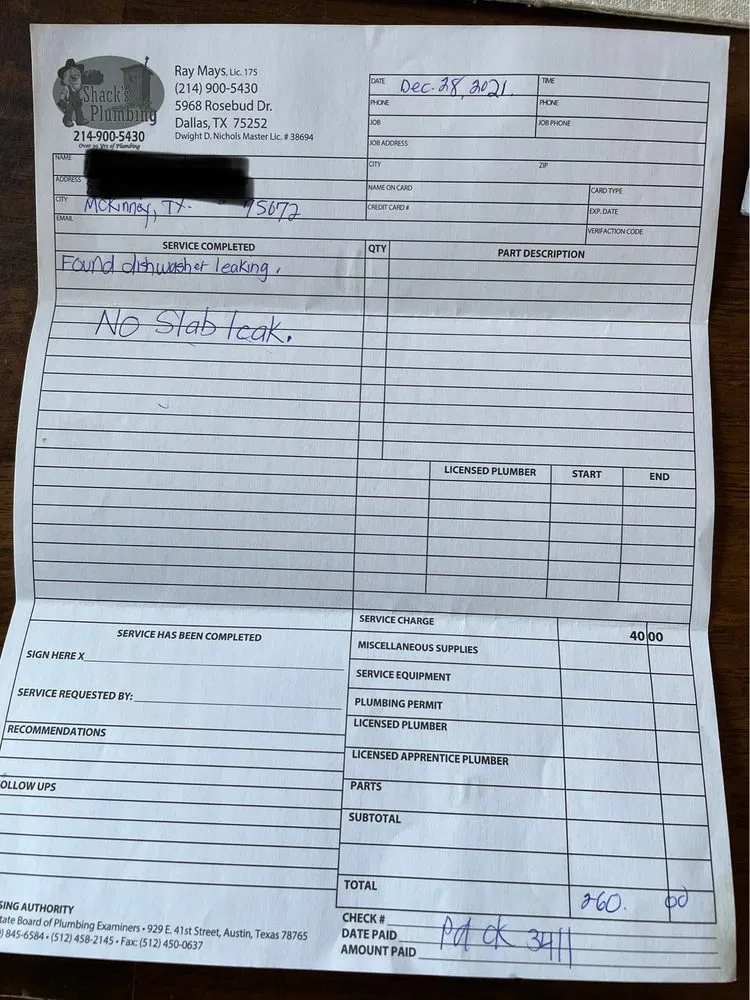 Shack's
Plumbing
214-900-5430
Over 30 Yrs of Plumbing
Ray Mays, Lic. 175
(214) 900-5430
5968 Rosebud Dr.
Dallas, TX 75252
Dwight D. Nichols Master Lic. # 38694
DATE Dec. 28, 2021. TIME
PHONE PHONE
JOB JOB PHONE
JOB ADDRESS
CITY ZIP
NAME ON CARD CARD TYPE
CREDIT CARD # EXP. DATE
VERIFACTION CODE
NAME
ADDRESS
CITY McKinney, TX. 75072
EMAIL
SERVICE COMPLETED QTY PART DESCRIPTION
Found dishwasher leaking.
No Slab leak.
LICENSED PLUMBER START END
SERVICE HAS BEEN COMPLETED
SIGN HERE X
SERVICE REQUESTED BY:
RECOMMENDATIONS
OLLOW UPS
SERVICE CHARGE 40 00
MISCELLANEOUS SUPPLIES
SERVICE EQUIPMENT
PLUMBING PERMIT
LICENSED PLUMBER
LICENSED APPRENTICE PLUMBER
PARTS
SUBTOTAL
TOTAL 260. 00
CHECK #
DATE PAID Pd ck 3411
AMOUNT PAID
SING AUTHORITY
tate Board of Plumbing Examiners • 929 E. 41st Street, Austin, Texas 78765
) 845-6584 • (512) 458-2145 • Fax: (512) 450-0637